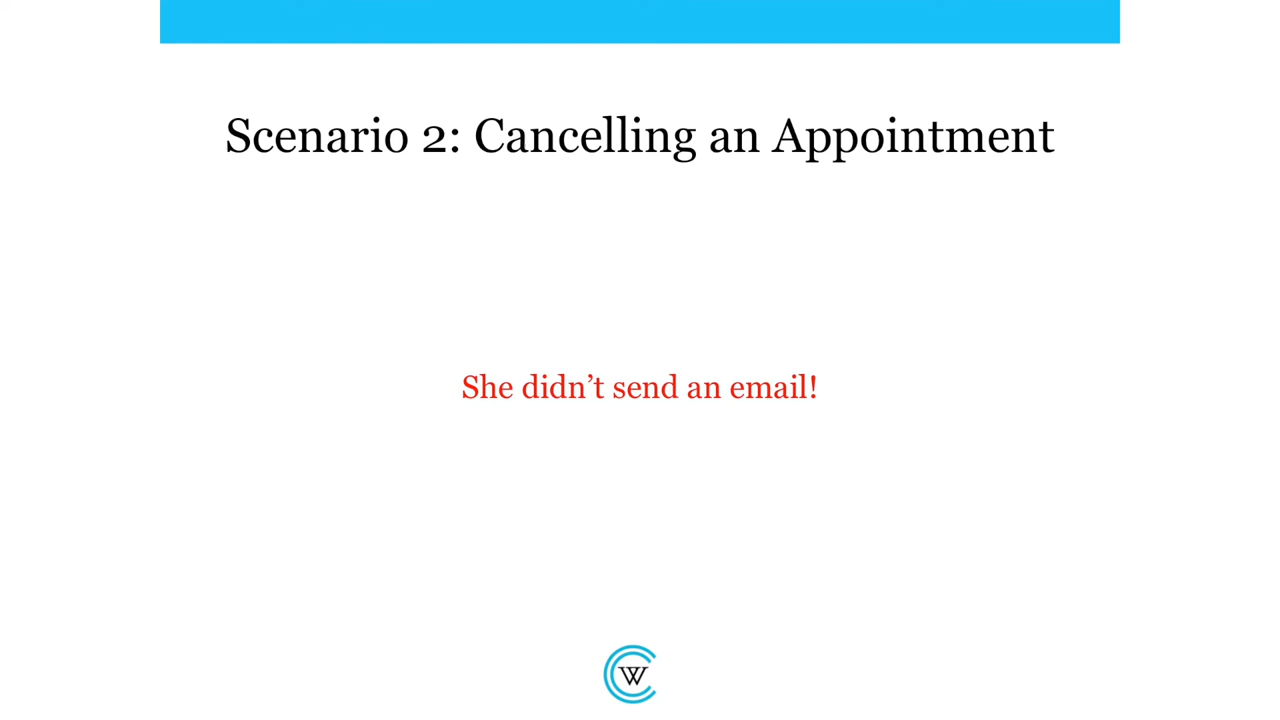 Scenario 2: Cancelling an Appointment
She didn’t send an email!
W